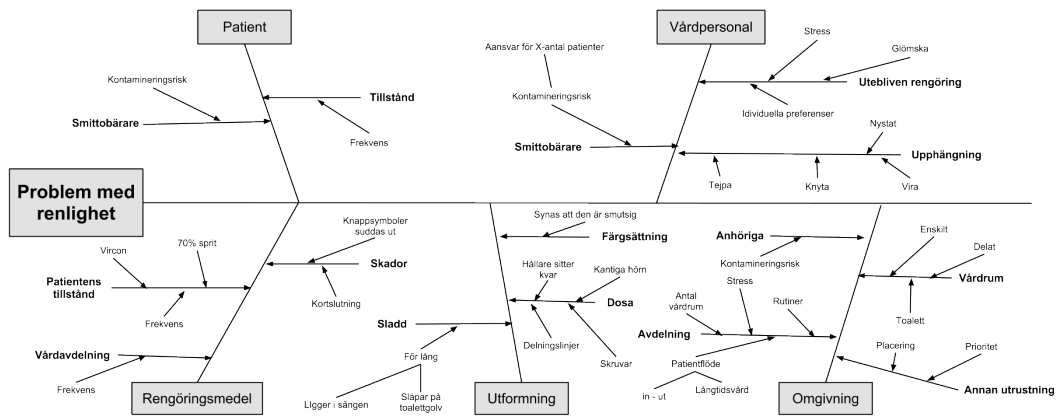 Patient
Vårdpersonal
Stress
Aansvar för X-antal patienter
Glömska
Kontamineringsrisk
Tillstånd
Utebliven rengöring
Kontamineringsrisk
Idividuella preferenser
Smittobärare
Nystat
Frekvens
Smittobärare
Upphängning
Tejpa
Knyta
Vira
Problem med
renlighet
Knappsymboler
suddas ut
Synas att den är smutsig
Färgsättning
Anhöriga
Enskilt
Vircon
70% sprit
Delat
Hållare sitter
kvar
Kantiga hörn
Kontamineringsrisk
Skador
Vårdrum
Patientens
tillstånd
Stress
Kortslutning
Antal
vårdrum
Rutiner
Dosa
Toalett
Frekvens
Sladd
Avdelning
Delningslinjer
Placering
Prioritet
Vårdavdelning
För lång
Skruvar
Patientflöde
Frekvens
LIgger i sängen
Släpar på
toalettgolv
in - ut
Långtidsvård
Annan utrustning
Rengöringsmedel
Utformning
Omgivning